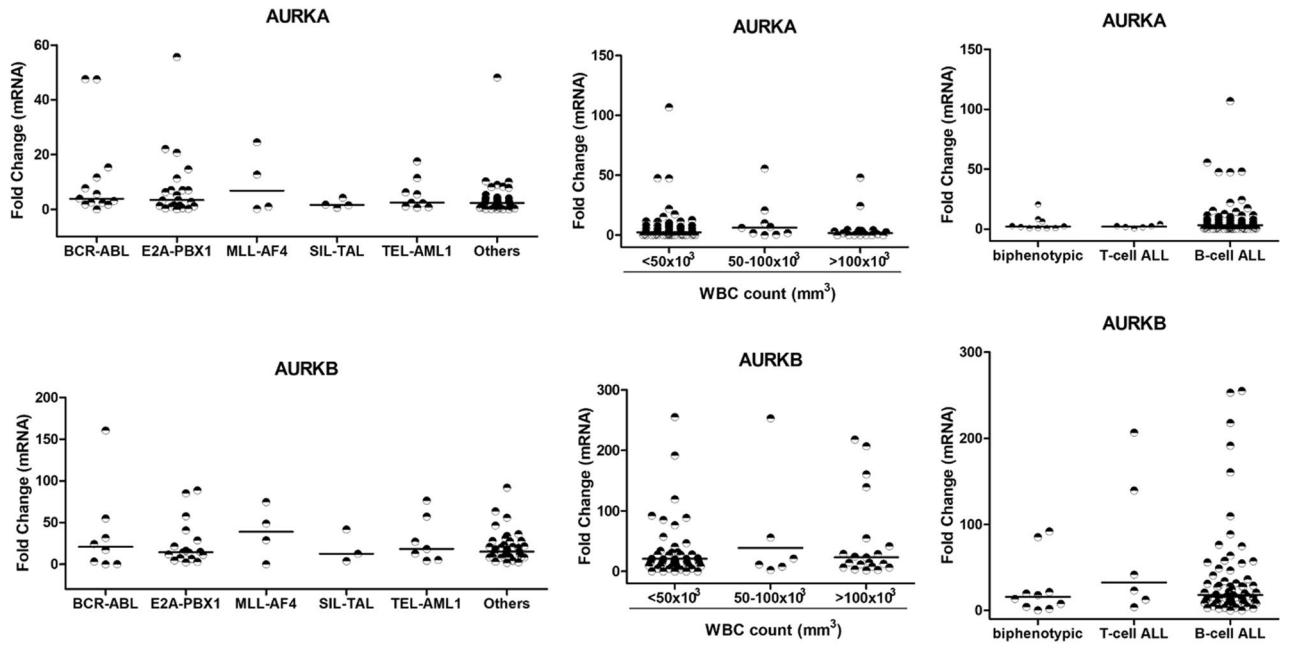 AURKA
Fold Change (mRNA)
60
40
20
0
BCR-ABL E2A-PBX1 MLL-AF4 SIL-TAL TEL-AML1 Others
AURKA
Fold Change (mRNA)
150
100
50
0
<50x10³ 50-100x10³ >100x10³
WBC count (mm³)
AURKA
Fold Change (mRNA)
150
100
50
0
biphenotypic T-cell ALL B-cell ALL
AURKB
Fold Change (mRNA)
200
150
100
50
0
BCR-ABL E2A-PBX1 MLL-AF4 SIL-TAL TEL-AML1 Others
AURKB
Fold Change (mRNA)
300
200
100
0
<50x10³ 50-100x10³ >100x10³
WBC count (mm³)
AURKB
Fold Change (mRNA)
300
200
100
0
biphenotypic T-cell ALL B-cell ALL